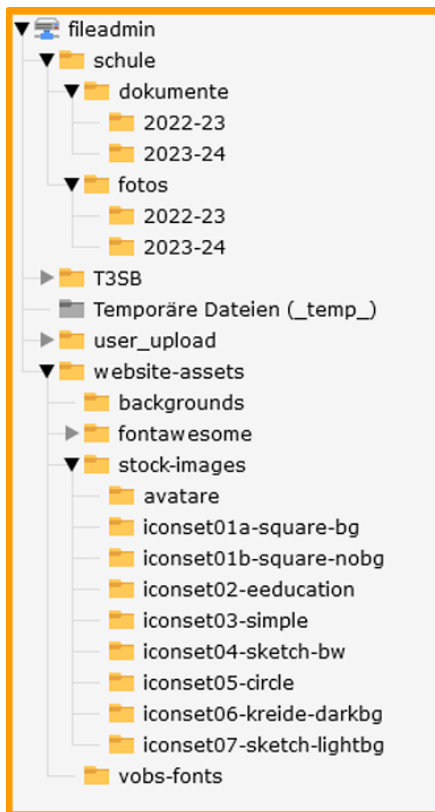 fileadmin
schule
dokumente
2022-23
2023-24
fotos
2022-23
2023-24
T3SB
Temporäre Dateien (_temp_)
user_upload
website-assets
backgrounds
fontawesome
stock-images
avatare
iconset01a-square-bg
iconset01b-square-nobg
iconset02-eeducation
iconset03-simple
iconset04-sketch-bw
iconset05-circle
iconset06-kreide-darkbg
iconset07-sketch-lightbg
vobs-fonts